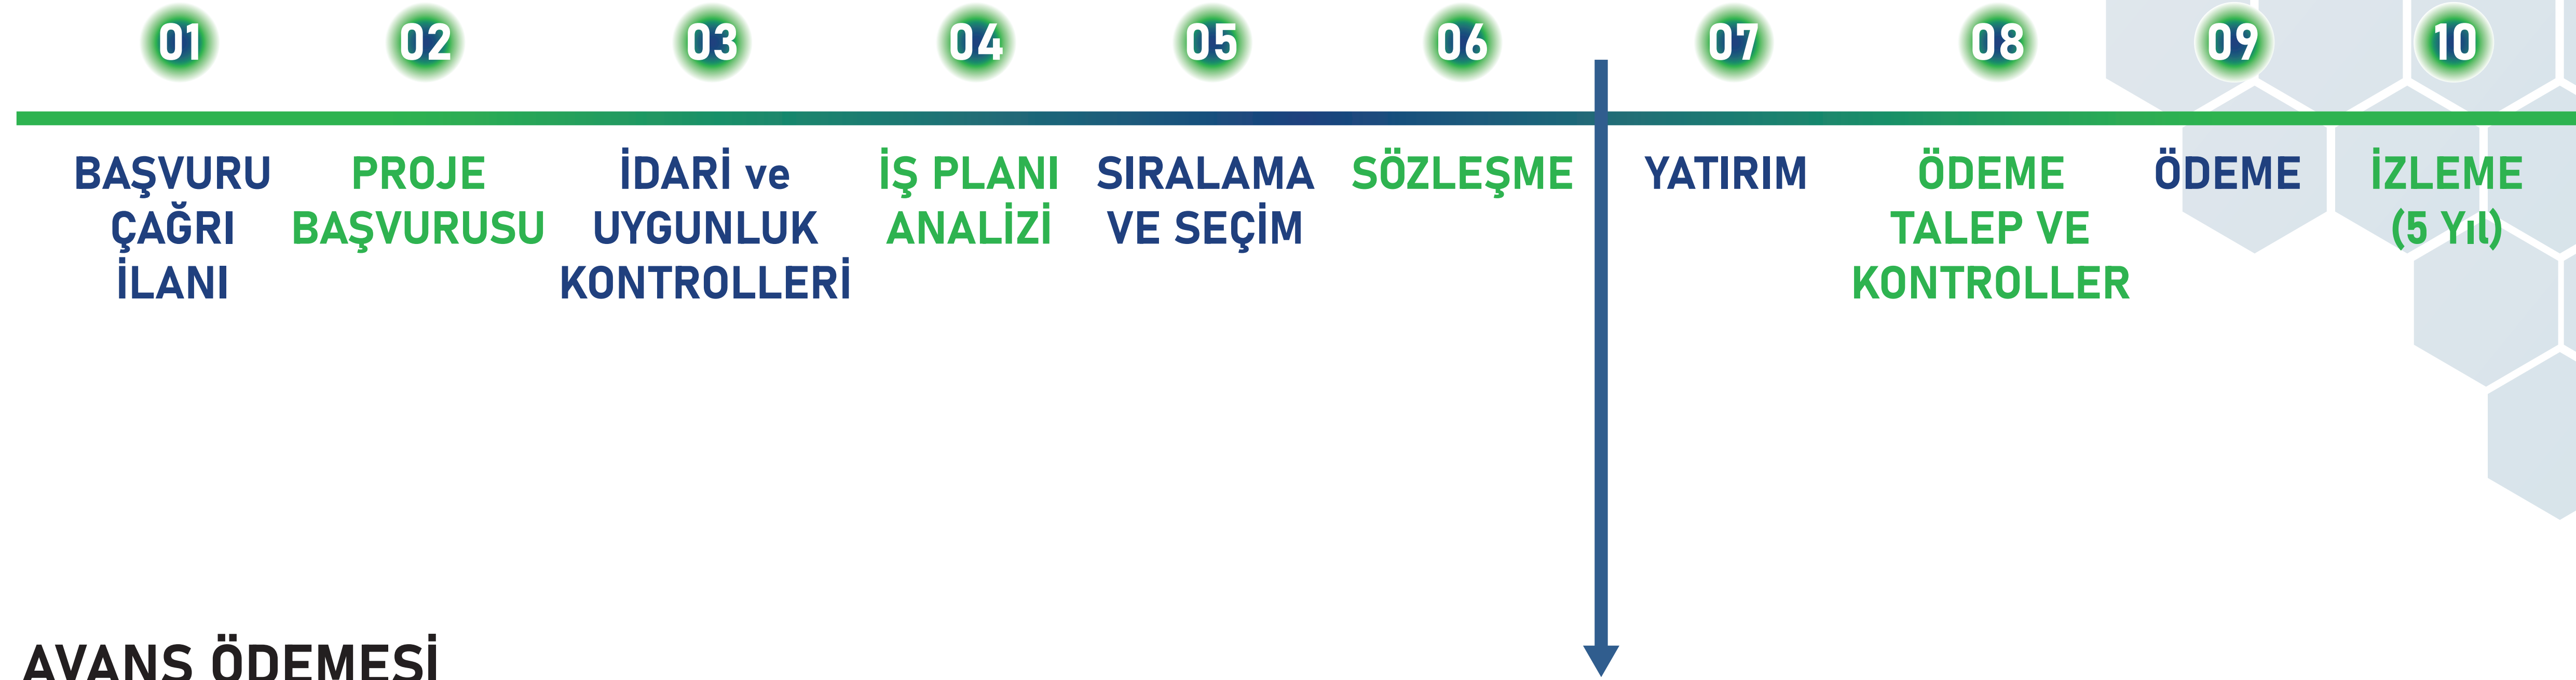 01 02 03 04 05 06 07 08 09 10
BAŞVURU
ÇAĞRI
İLANI
PROJE
BAŞVURUSU
İDARİ ve
UYGUNLUK
KONTROLLERİ
İŞ PLANI
ANALİZİ
SIRALAMA
VE SEÇİM
SÖZLEŞME
YATIRIM
ÖDEME
TALEP VE
KONTROLLER
ÖDEME
İZLEME
(5 Yıl)
AVANS ÖDEMESİ